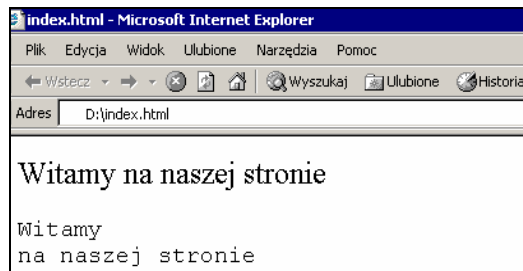 index.html - Microsoft Internet Explorer
Plik Edycja Widok Ulubione Narzędzia Pomoc
Wstecz Wyszukaj Ulubione Historia
Adres D:\index.html
Witamy na naszej stronie
Witamy
na naszej stronie